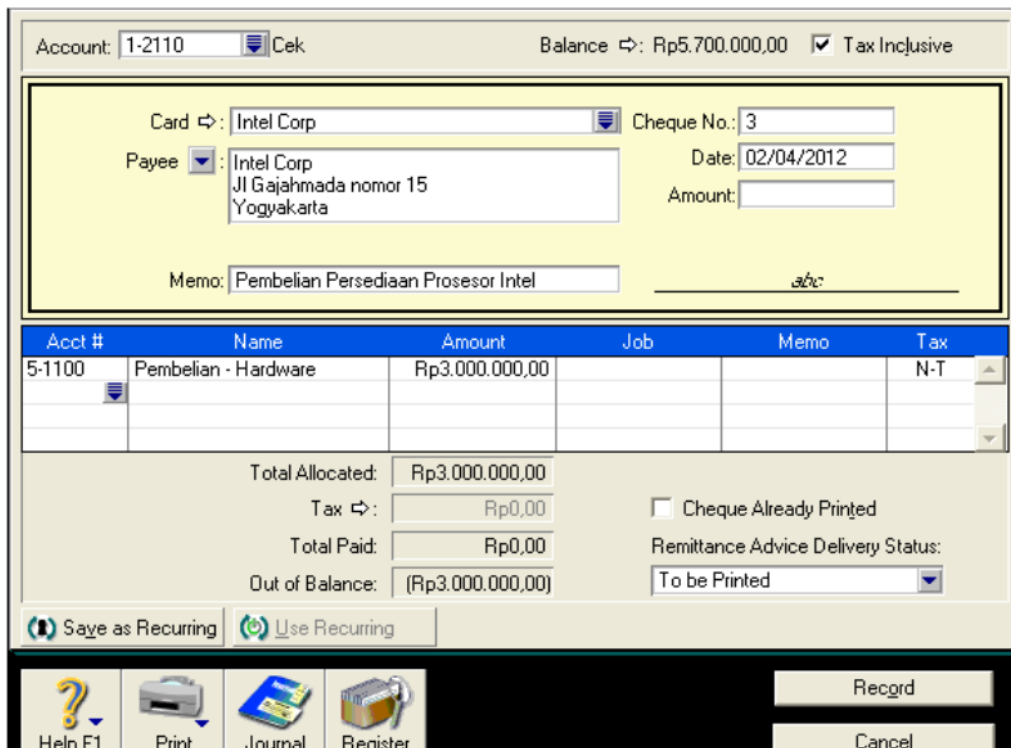 Account: 1-2110 Cek Balance ⇨: Rp5.700.000,00 Tax Inclusive
Card ⇨: Intel Corp Cheque No.: 3
Payee : Intel Corp Date: 02/04/2012
Jl Gajahmada nomor 15 Amount:
Yogyakarta
Memo: Pembelian Persediaan Prosesor Intel abc
Acct # Name Amount Job Memo Tax
5-1100 Pembelian - Hardware Rp3.000.000,00 N-T
Total Allocated: Rp3.000.000,00
Tax ⇨: Rp0,00 Cheque Already Printed
Total Paid: Rp0,00 Remittance Advice Delivery Status:
Out of Balance: (Rp3.000.000,00) To be Printed
Save as Recurring Use Recurring
Record
Help F1 Print Journal Register Cancel